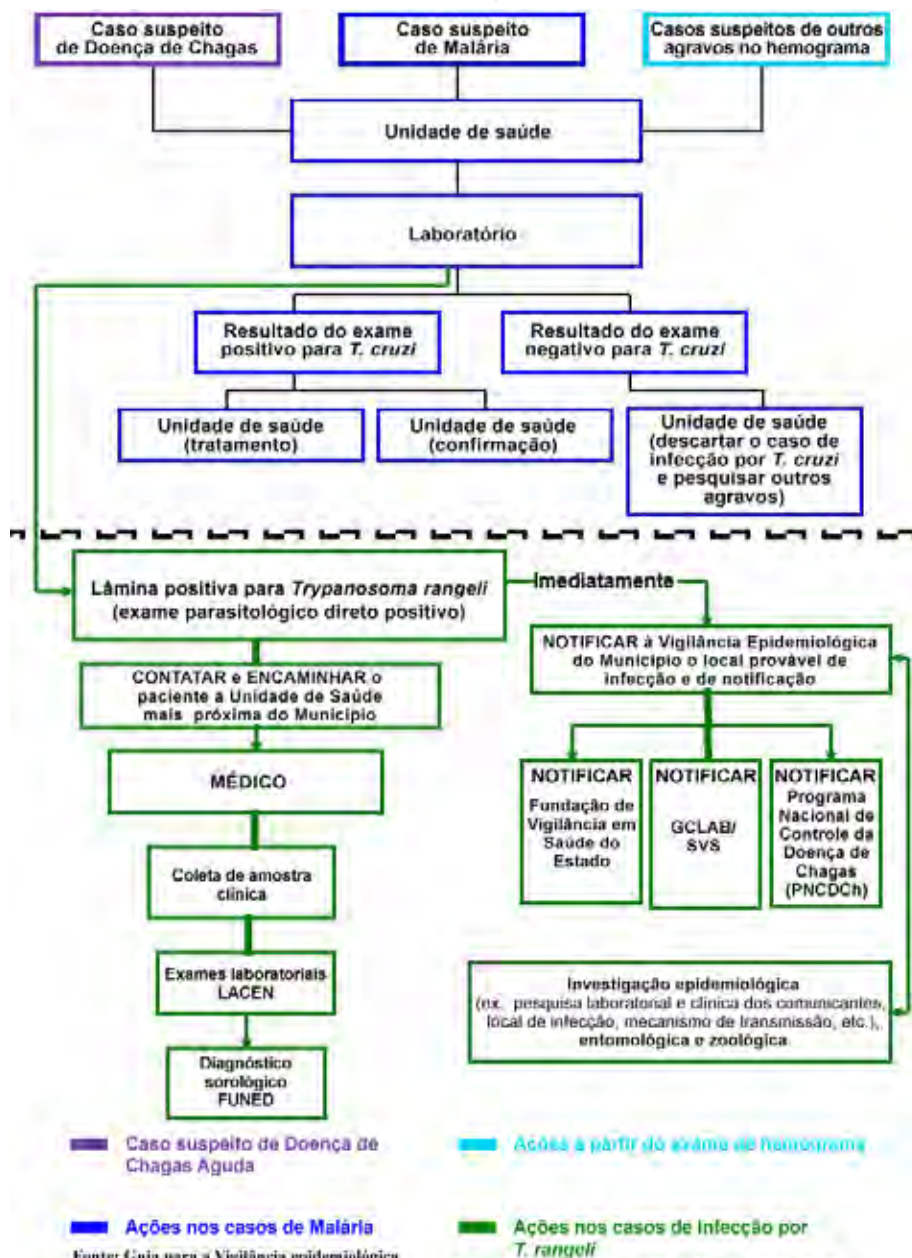 Caso suspeito
de Doença de Chagas
Caso suspeito
de Malária
Casos suspeitos de outros
agravos no hemograma
Unidade de saúde
Laboratório
Resultado do exame
positivo para T. cruzi
Resultado do exame
negativo para T. cruzi
Unidade de saúde
(tratamento)
Unidade de saúde
(confirmação)
Unidade de saúde
(descartar o caso de
infecção por T. cruzi
e pesquisar outros
agravos)
Lâmina positiva para Trypanosoma rangeli
(exame parasitológico direto positivo)
Imediatamente
CONTATAR e ENCAMINHAR o
paciente a Unidade de Saúde
mais próxima do Município
NOTIFICAR à Vigilância Epidemiológica
do Município o local provável de
infecção e de notificação
MÉDICO
NOTIFICAR
Fundação de
Vigilância em
Saúde do
Estado
NOTIFICAR
GCLAB/
SVS
NOTIFICAR
Programa
Nacional de
Controle da
Doença de
Chagas
(PNCDCh)
Coleta de amostra
clínica
Exames laboratoriais
LACEN
Investigação epidemiológica
(ex. pesquisa laboratorial e clínica dos comunicantes,
local de infecção, mecanismo de transmissão, etc.),
entomológica e zoológica
Diagnóstico
sorológico
FUNED
Caso suspeito de Doença de
Chagas Aguda
Ações a partir do exame de hemograma
Ações nos casos de Malária
Ações nos casos de Infecção por
T. rangeli
Fonte: Guia para a Vigilância epidemiológica